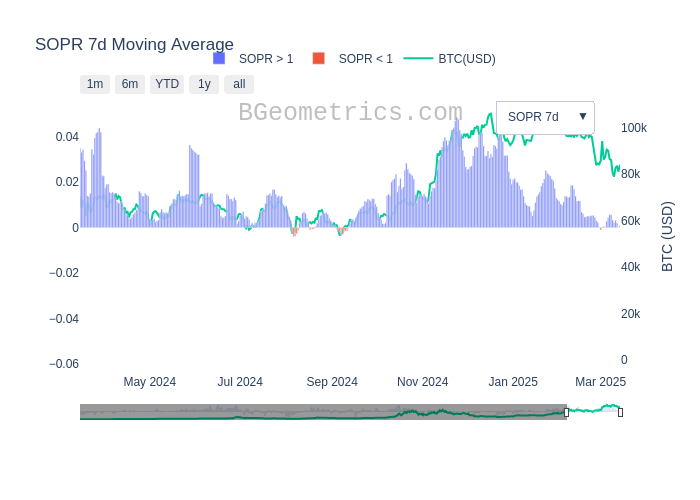 SOPR 7d Moving Average
SOPR > 1 SOPR < 1 BTC(USD)
1m 6m YTD 1y all
BGeometrics.com
SOPR 7d ▼
0.04
0.02
0
−0.02
−0.04
−0.06
100k
80k
60k
40k
20k
0
BTC (USD)
May 2024 Jul 2024 Sep 2024 Nov 2024 Jan 2025 Mar 2025